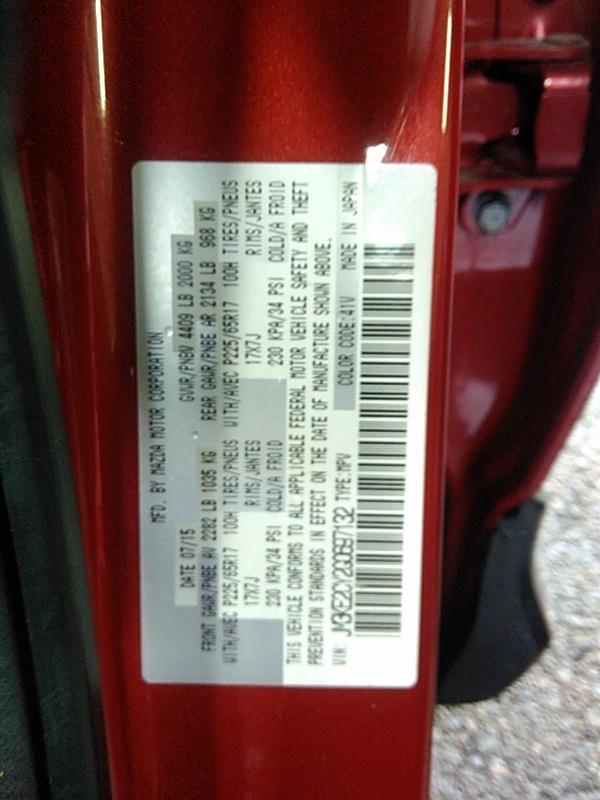 MFD. BY MAZDA MOTOR CORPORATION
DATE 07/15 GVWR/PNBV 4409 LB 2000 KG
FRONT GAWR/PNBE AV 2282 LB 1035 KG REAR GAWR/PNBE AR 2134 LB 968 KG
WITH/AVEC P225/65R17 100H TIRES/PNEUS WITH/AVEC P225/65R17 100H TIRES/PNEUS
17X7J RIMS/JANTES 17X7J RIMS/JANTES
230 KPA/34 PSI COLD/A FROID 230 KPA/34 PSI COLD/A FROID
THIS VEHICLE CONFORMS TO ALL APPLICABLE FEDERAL MOTOR VEHICLE SAFETY AND THEFT
PREVENTION STANDARDS IN EFFECT ON THE DATE OF MANUFACTURE SHOWN ABOVE.
VIN: JM3KE2CY2G0697132 TYPE:MPV COLOR CODE:41V MADE IN JAPAN